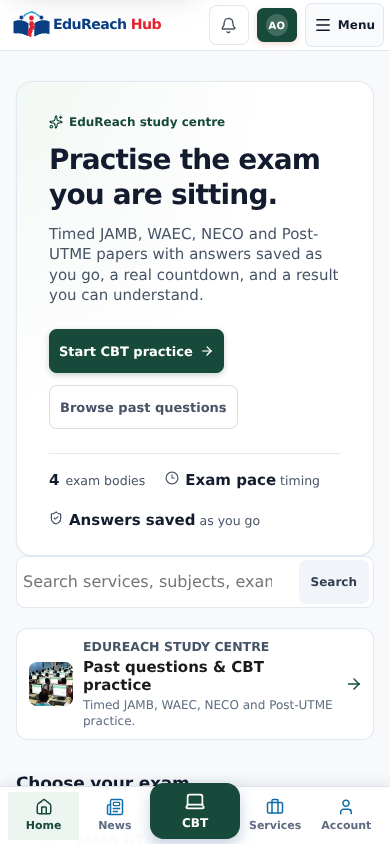 EduReach Hub
AO
Menu
EduReach study centre
Practise the exam
you are sitting.
Timed JAMB, WAEC, NECO and Post-
UTME papers with answers saved as
you go, a real countdown, and a result
you can understand.
Start CBT practice
Browse past questions
4 exam bodies
Exam pace timing
Answers saved as you go
Search services, subjects, exan
Search
EDUREACH STUDY CENTRE
Past questions & CBT
practice
Timed JAMB, WAEC, NECO and Post-UTME
practice.
Choose your exam
Home
News
CBT
Services
Account